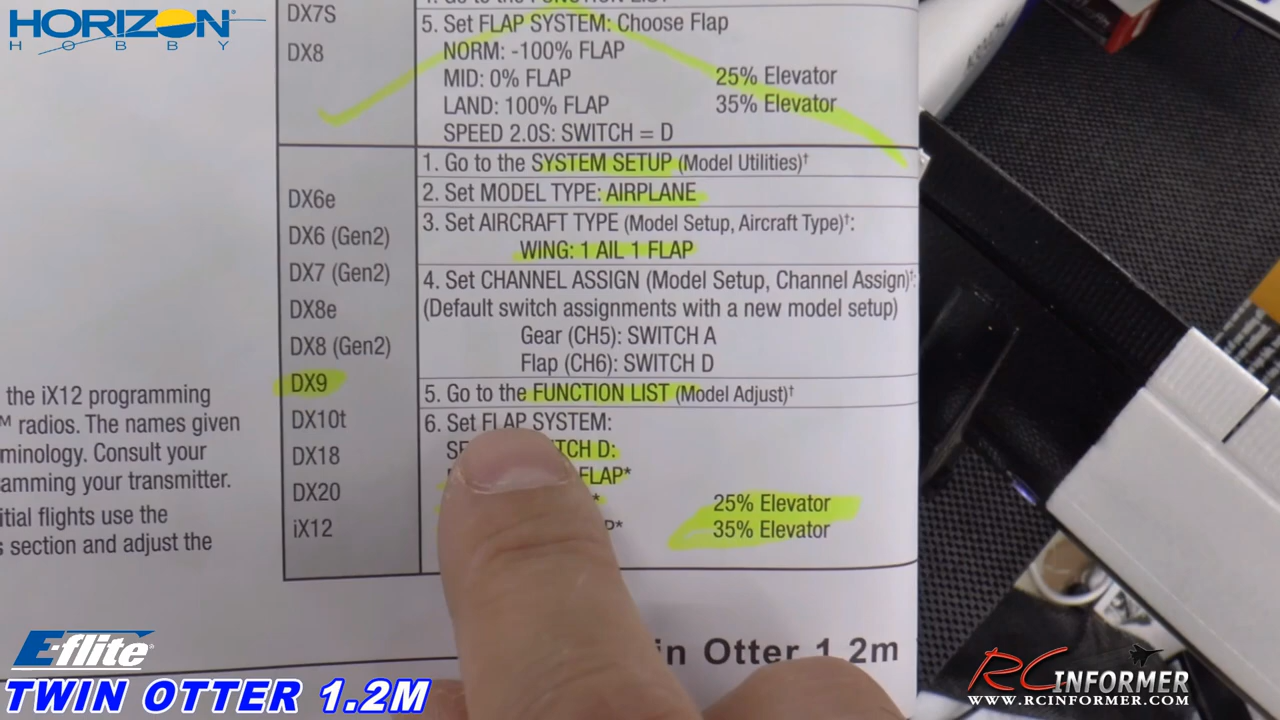 HORIZON
HOBBY
DX7S
DX8
5. Set FLAP SYSTEM: Choose Flap
NORM: -100% FLAP
MID: 0% FLAP 25% Elevator
LAND: 100% FLAP 35% Elevator
SPEED 2.0S: SWITCH = D
DX6e
DX6 (Gen2)
DX7 (Gen2)
DX8e
DX8 (Gen2)
DX9
DX10t
DX18
DX20
iX12
1. Go to the SYSTEM SETUP (Model Utilities)†
2. Set MODEL TYPE: AIRPLANE
3. Set AIRCRAFT TYPE (Model Setup, Aircraft Type)†:
WING: 1 AIL 1 FLAP
4. Set CHANNEL ASSIGN (Model Setup, Channel Assign)†:
(Default switch assignments with a new model setup)
Gear (CH5): SWITCH A
Flap (CH6): SWITCH D
5. Go to the FUNCTION LIST (Model Adjust)†
6. Set FLAP SYSTEM:
D:
FLAP*
25% Elevator
35% Elevator
the iX12 programming
radios. The names given
Consult your
your transmitter.
flights use the
section and adjust the
Otter 1.2m
E-flite
TWIN OTTER 1.2M
RC INFORMER
WWW.RCINFORMER.COM